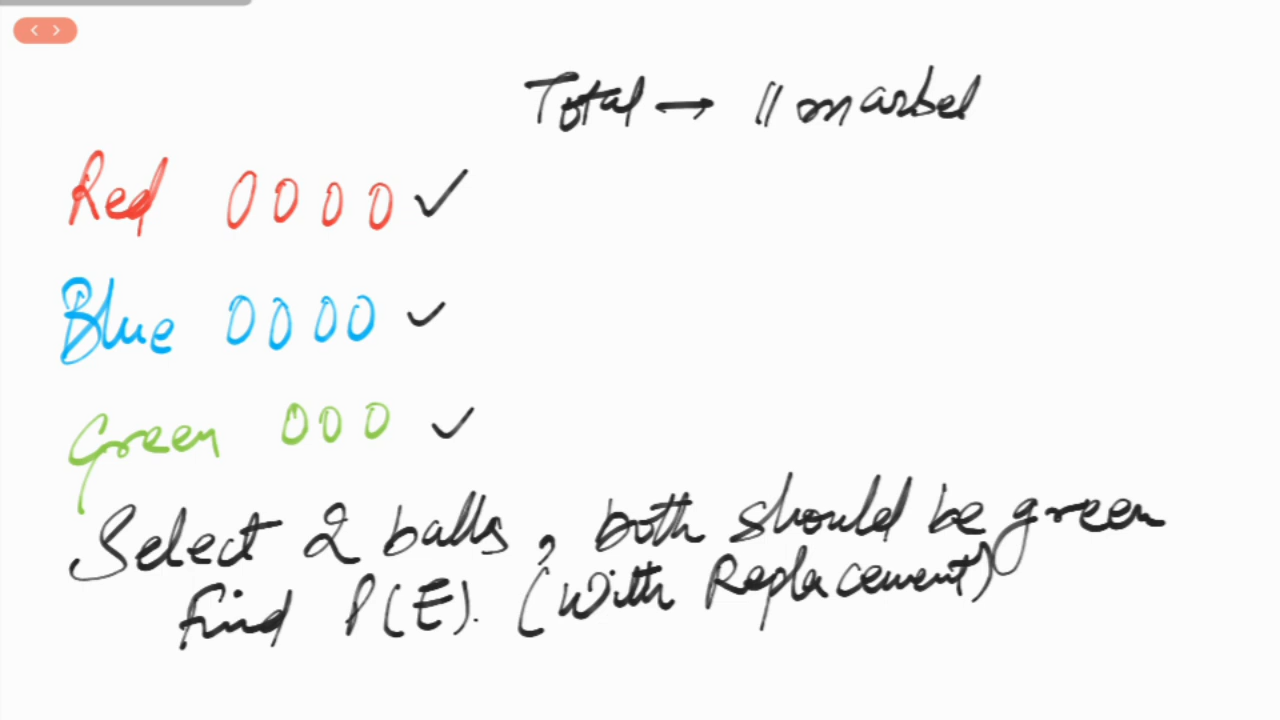 Total → 11 marbel
Red 0000 ✓
Blue 0000 ✓
Green 000 ✓
Select 2 balls, both should be green
Find P(E). (With Replacement)